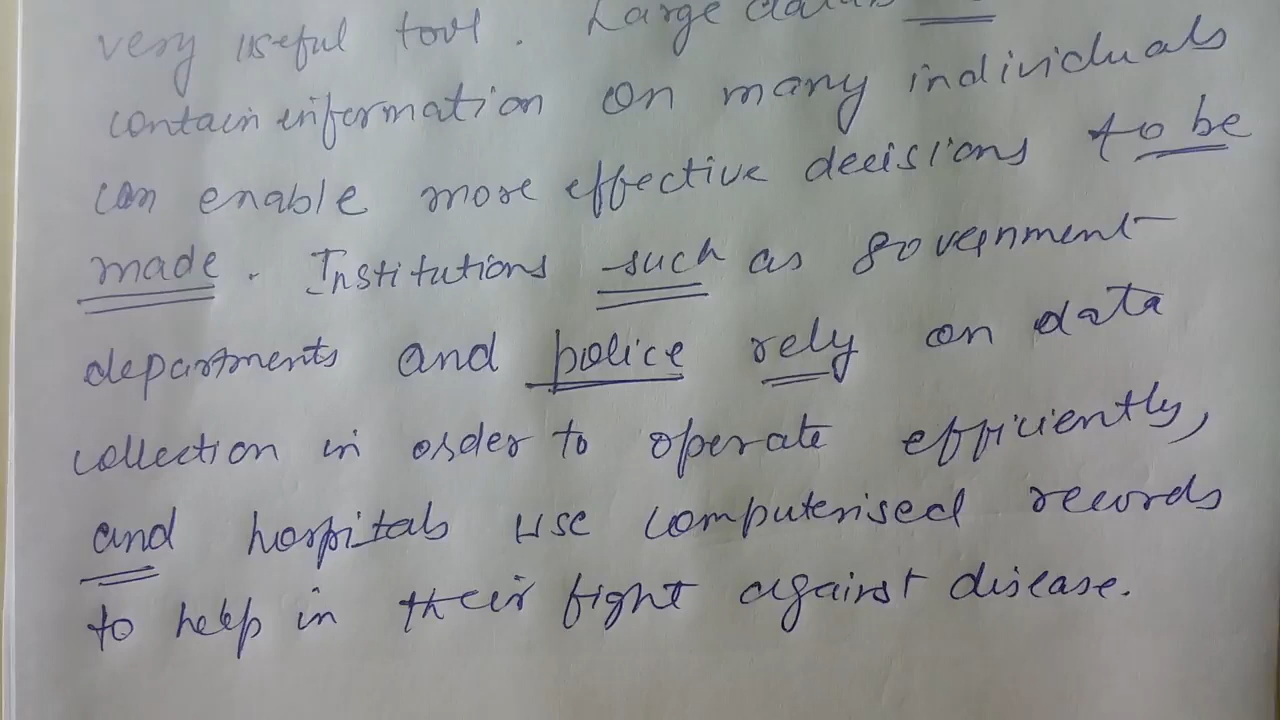 very useful tool. Large
contain information on many individuals
can enable more effective decisions to be
made. Institutions such as government
departments and police rely on data
collection in order to operate efficiently,
and hospitals use computerised records
to help in their fight against disease.